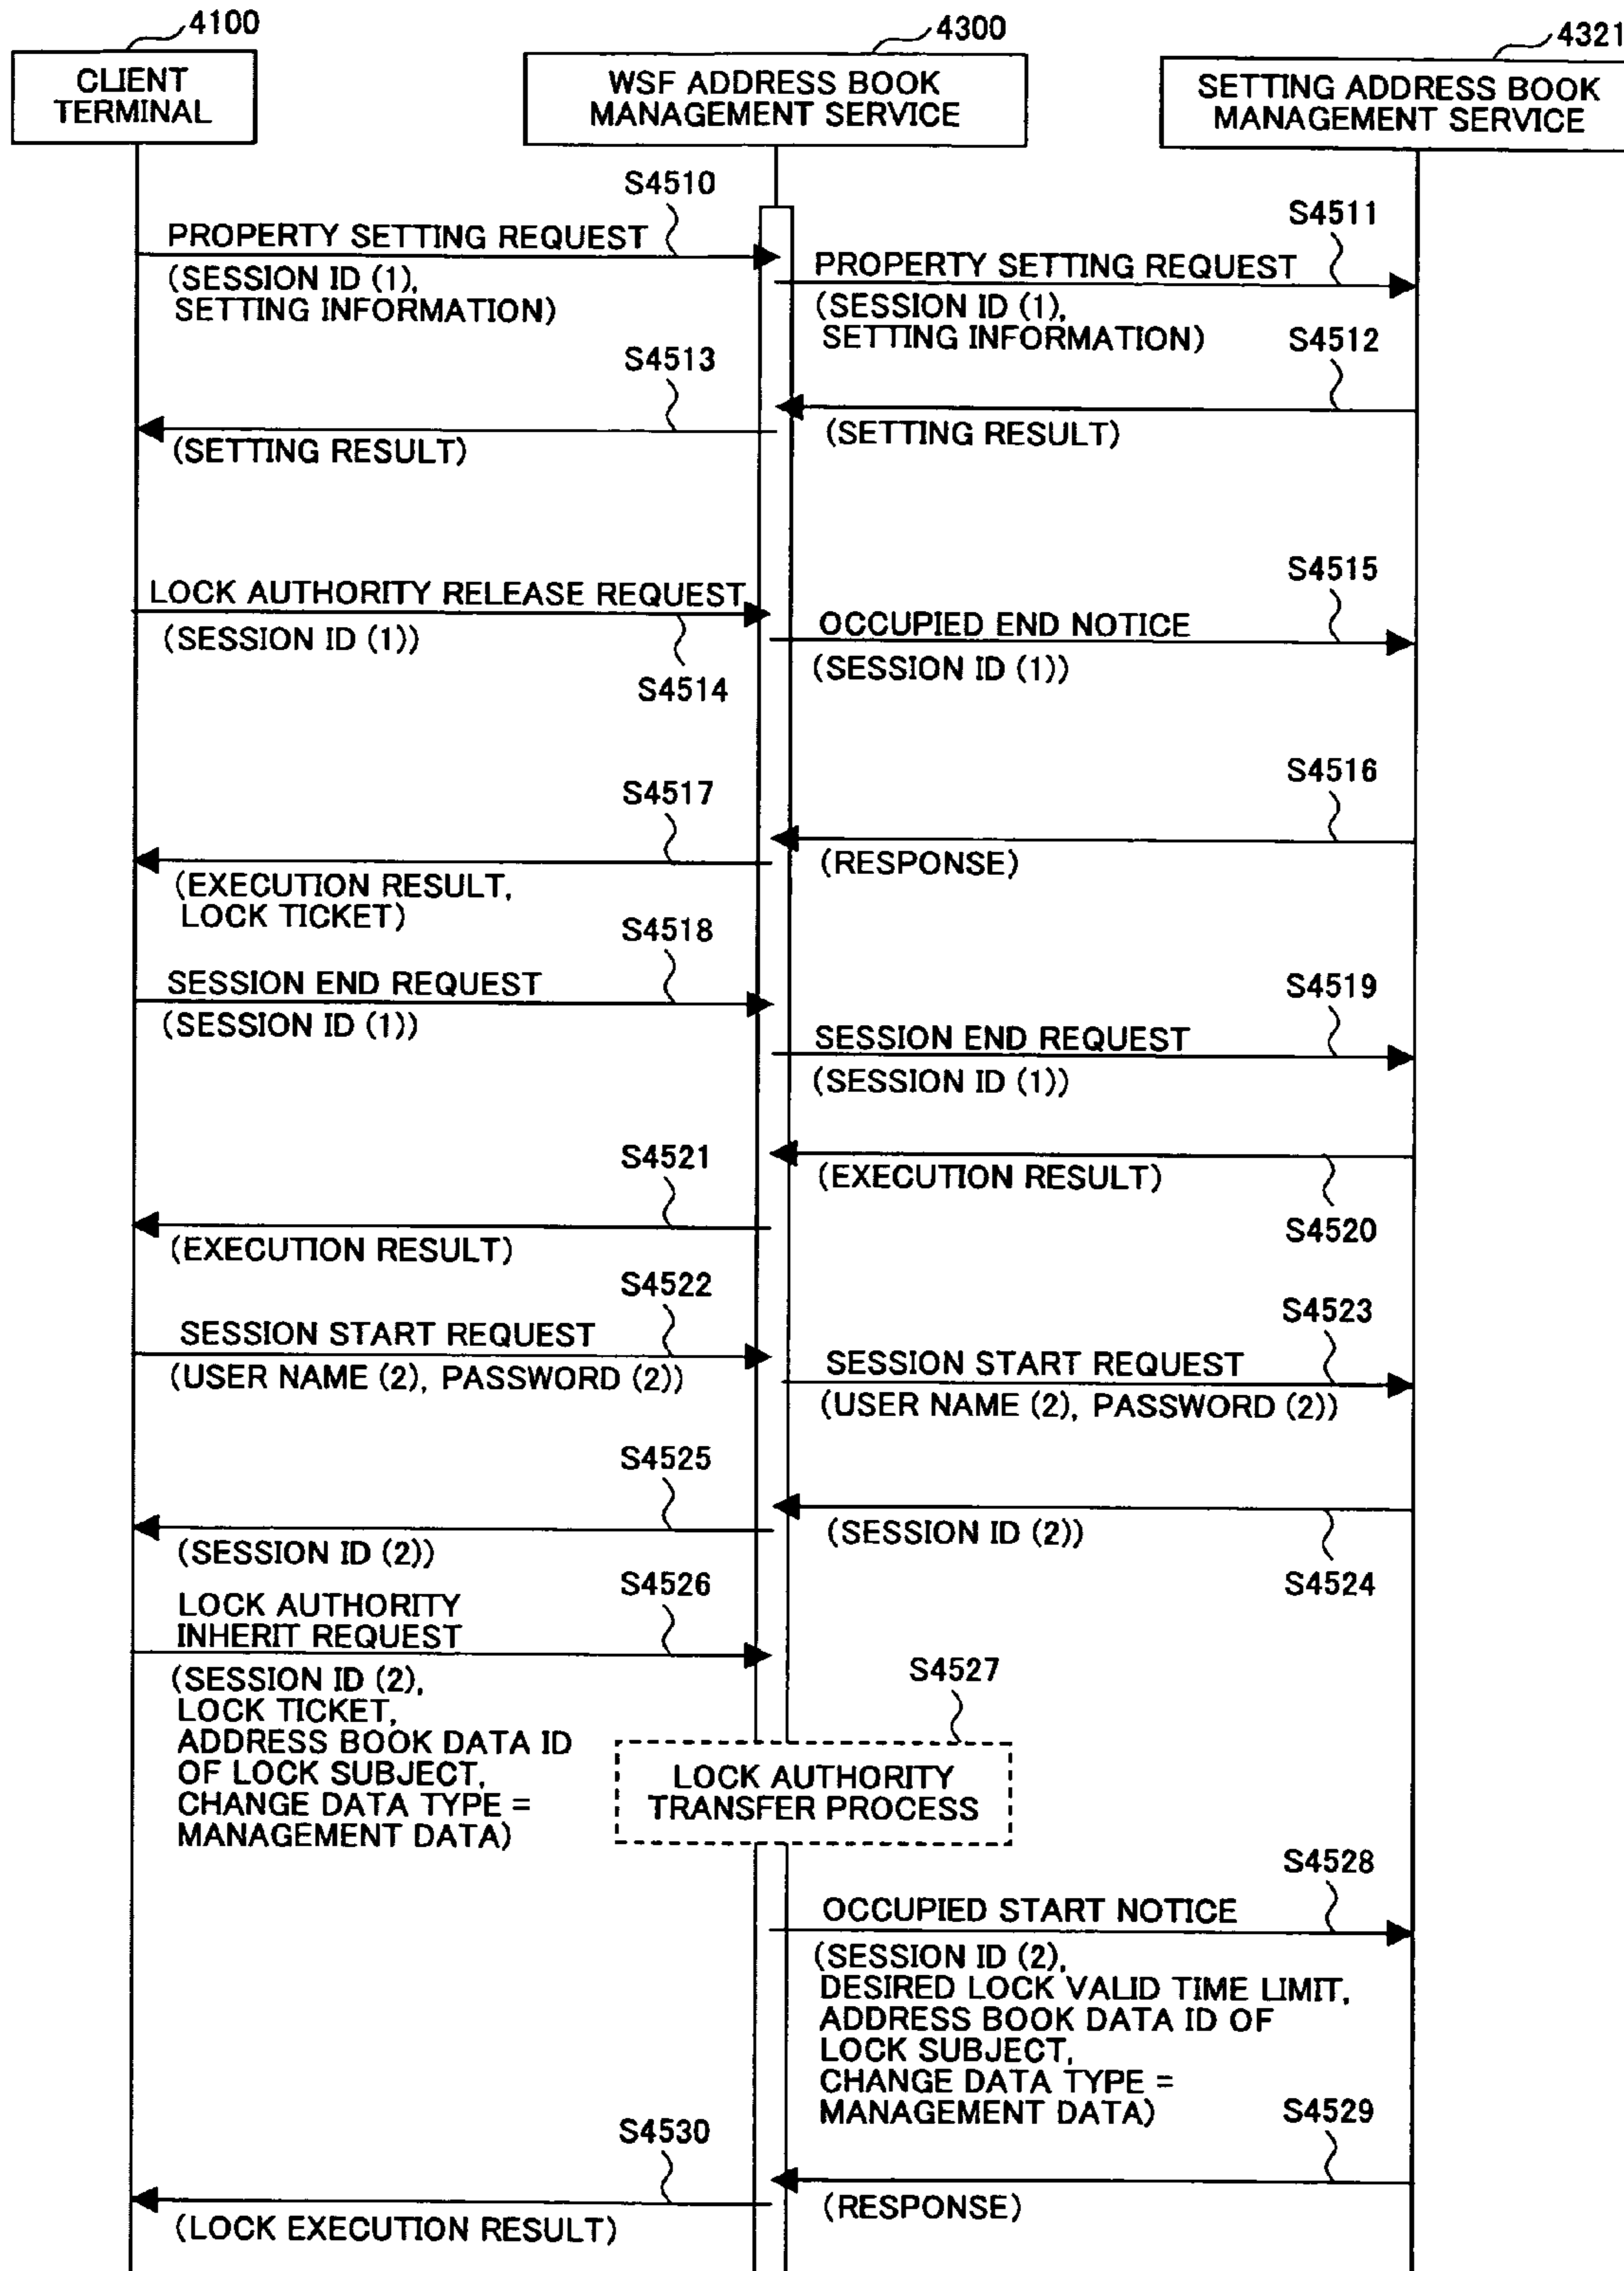 4100
4300
4321
CLIENT
TERMINAL
WSF ADDRESS BOOK
MANAGEMENT SERVICE
SETTING ADDRESS BOOK
MANAGEMENT SERVICE
S4510
PROPERTY SETTING REQUEST
(SESSION ID (1),
SETTING INFORMATION)
S4511
PROPERTY SETTING REQUEST
(SESSION ID (1),
SETTING INFORMATION)
S4512
(SETTING RESULT)
S4513
(SETTING RESULT)
LOCK AUTHORITY RELEASE REQUEST
(SESSION ID (1))
S4514
S4515
OCCUPIED END NOTICE
(SESSION ID (1))
S4516
(RESPONSE)
S4517
(EXECUTION RESULT,
LOCK TICKET)
S4518
SESSION END REQUEST
(SESSION ID (1))
S4519
SESSION END REQUEST
(SESSION ID (1))
(EXECUTION RESULT)
S4520
S4521
(EXECUTION RESULT)
S4522
SESSION START REQUEST
(USER NAME (2), PASSWORD (2))
S4523
SESSION START REQUEST
(USER NAME (2), PASSWORD (2))
(SESSION ID (2))
S4524
S4525
(SESSION ID (2))
S4526
LOCK AUTHORITY
INHERIT REQUEST
(SESSION ID (2),
LOCK TICKET,
ADDRESS BOOK DATA ID
OF LOCK SUBJECT,
CHANGE DATA TYPE =
MANAGEMENT DATA)
S4527
LOCK AUTHORITY
TRANSFER PROCESS
S4528
OCCUPIED START NOTICE
(SESSION ID (2),
DESIRED LOCK VALID TIME LIMIT,
ADDRESS BOOK DATA ID OF
LOCK SUBJECT,
CHANGE DATA TYPE =
MANAGEMENT DATA)
S4529
(RESPONSE)
S4530
(LOCK EXECUTION RESULT)